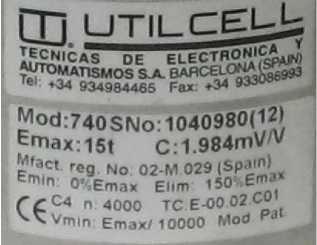 UTILCELL
TECNICAS DE ELECTRONICA Y
AUTOMATISMOS S.A. BARCELONA (SPAIN)
Tel: +34 934984465 Fax: +34 933086993
Mod:740 SNo: 1040980(12)
Emax:15t C:1.984mV/V
Mfact. reg. No: 02-M.029 (Spain)
Emin: 0%Emax Elim: 150%Emax
C4 n: 4000 TC.E-00.02.C01
CE Vmin: Emax/ 10000 Mod. Pat.